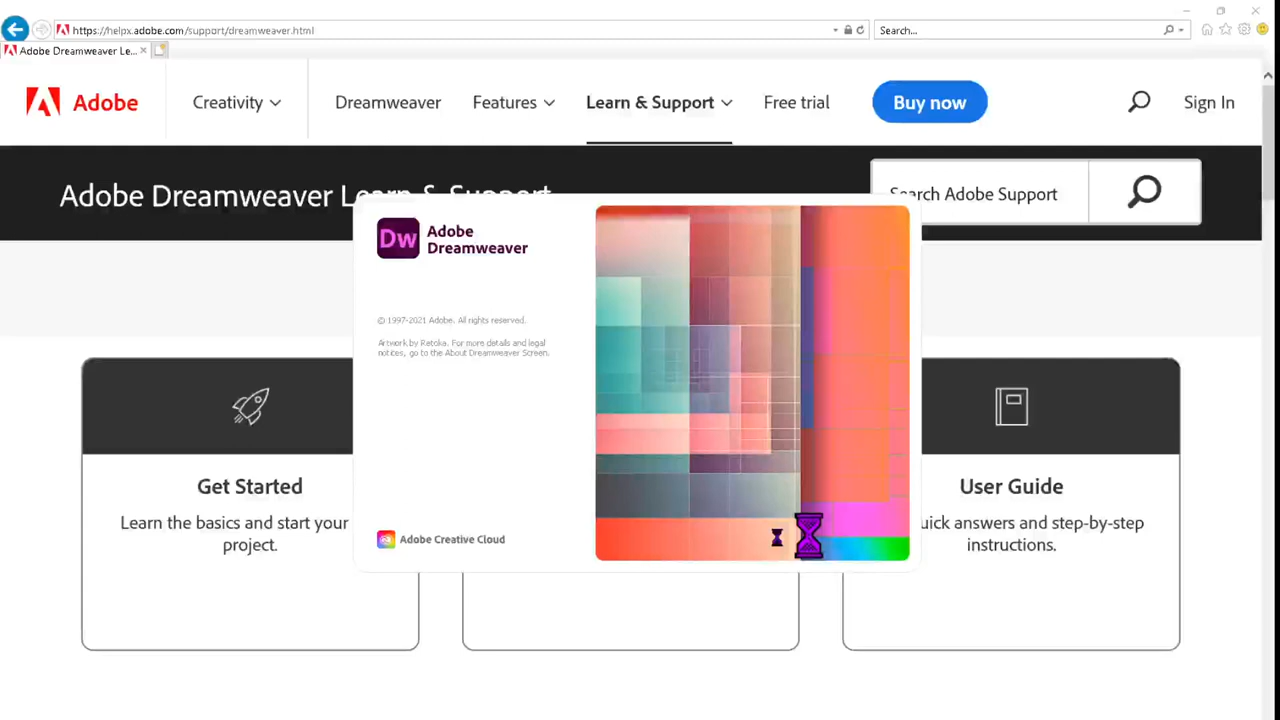 https://helpx.adobe.com/support/dreamweaver.html
Search...
Adobe Dreamweaver Le...
Adobe
Creativity
Dreamweaver
Features
Learn & Support
Free trial
Buy now
Sign In
Adobe Dreamweaver Learn & Support
Search Adobe Support
Dw
Adobe
Dreamweaver
© 1997-2021 Adobe. All rights reserved.
Artwork by Retoka. For more details and legal
notices, go to the About Dreamweaver Screen.
Adobe Creative Cloud
Get Started
Learn the basics and start your
project.
User Guide
uick answers and step-by-step
instructions.